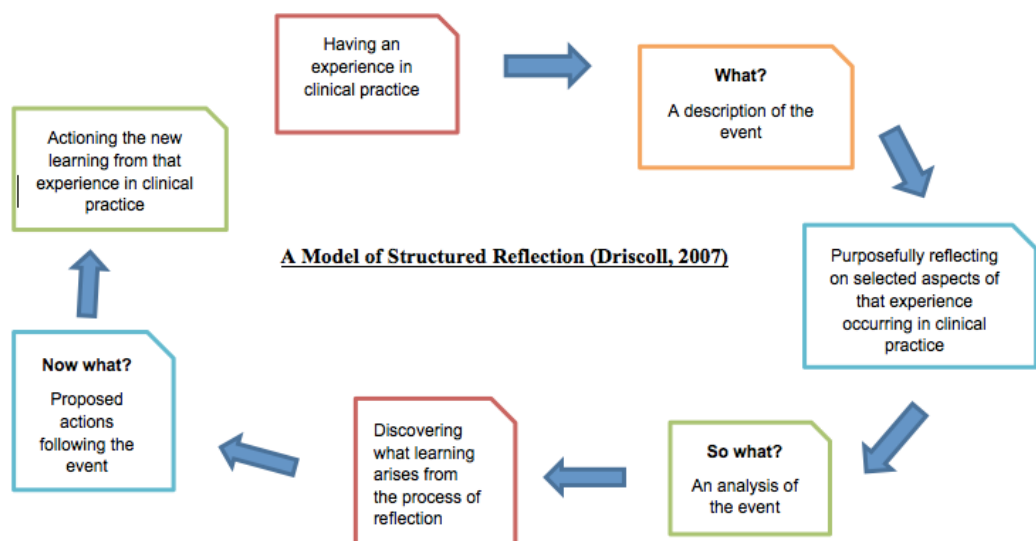 Having an
experience in
clinical practice
What?
A description of the
event
Purposefully reflecting
on selected aspects of
that experience
occurring in clinical
practice
So what?
An analysis of
the event
Discovering
what learning
arises from
the process of
reflection
Now what?
Proposed
actions
following the
event
Actioning the new
learning from that
experience in clinical
practice
A Model of Structured Reflection (Driscoll, 2007)